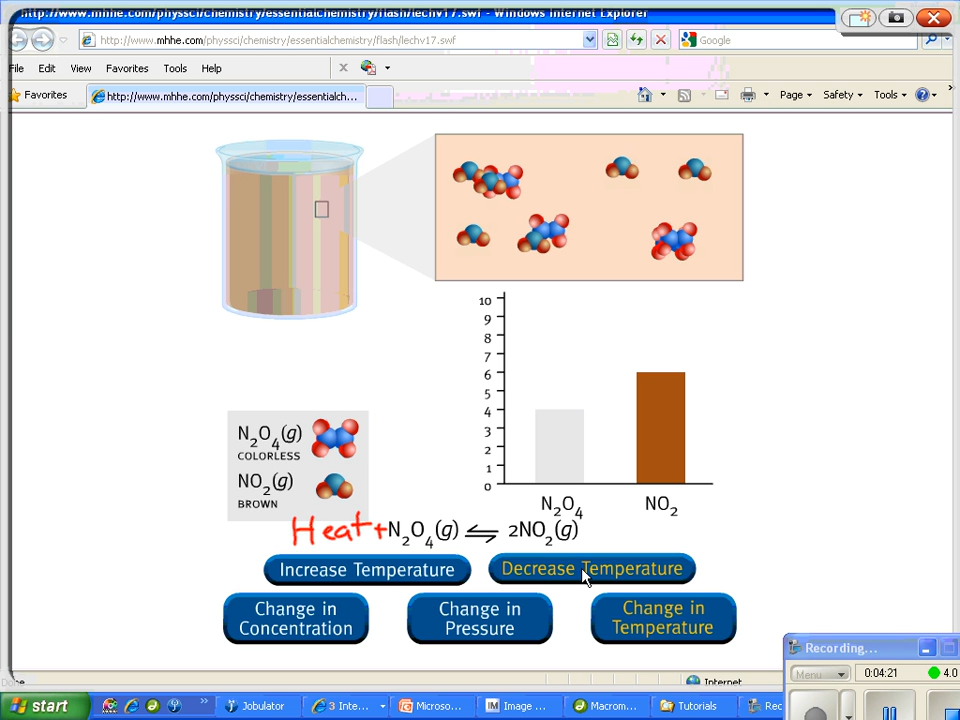 http://www.mhhe.com/physsci/chemistry/essentialchemistry/flash/lechv17.swf - Windows Internet Explorer
http://www.mhhe.com/physsci/chemistry/essentialchemistry/flash/lechv17.swf
Google
File Edit View Favorites Tools Help
Favorites http://www.mhhe.com/physsci/chemistry/essentialch... Page Safety Tools
10
9
8
7
6
5
4
3
2
1
0
N₂O₄ NO₂
N₂O₄(g)
COLORLESS
NO₂(g)
BROWN
Heat + N₂O₄(g) ⇌ 2NO₂(g)
Increase Temperature Decrease Temperature
Change in Concentration
Change in Pressure
Change in Temperature
Recording...
Menu 0:04:21 4.0
Done Internet
start Jobulator 3 Inte... Microso... Image ... Macrom... Tutorials Rec